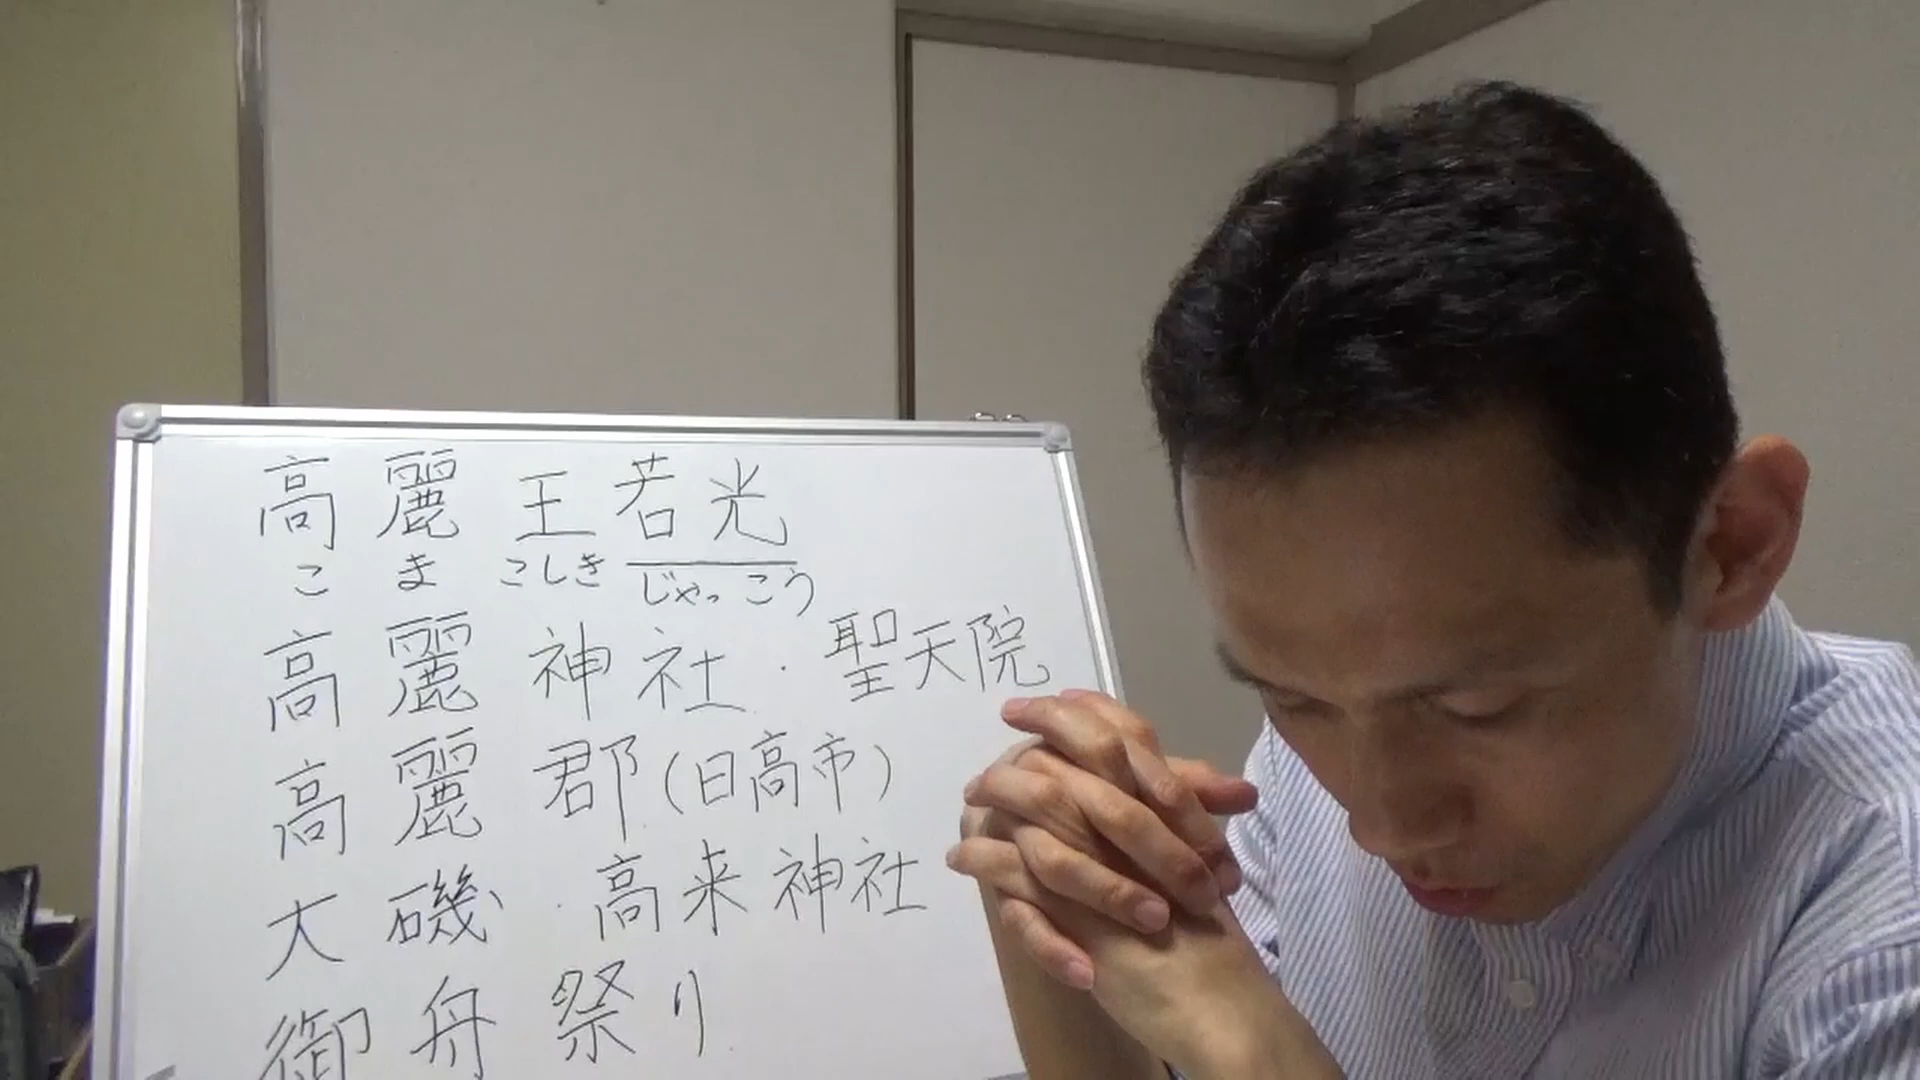 高麗王若光
こま こしき じゃっこう
高麗神社・聖天院
高麗郡(日高市)
大磯・高来神社
御舟祭り